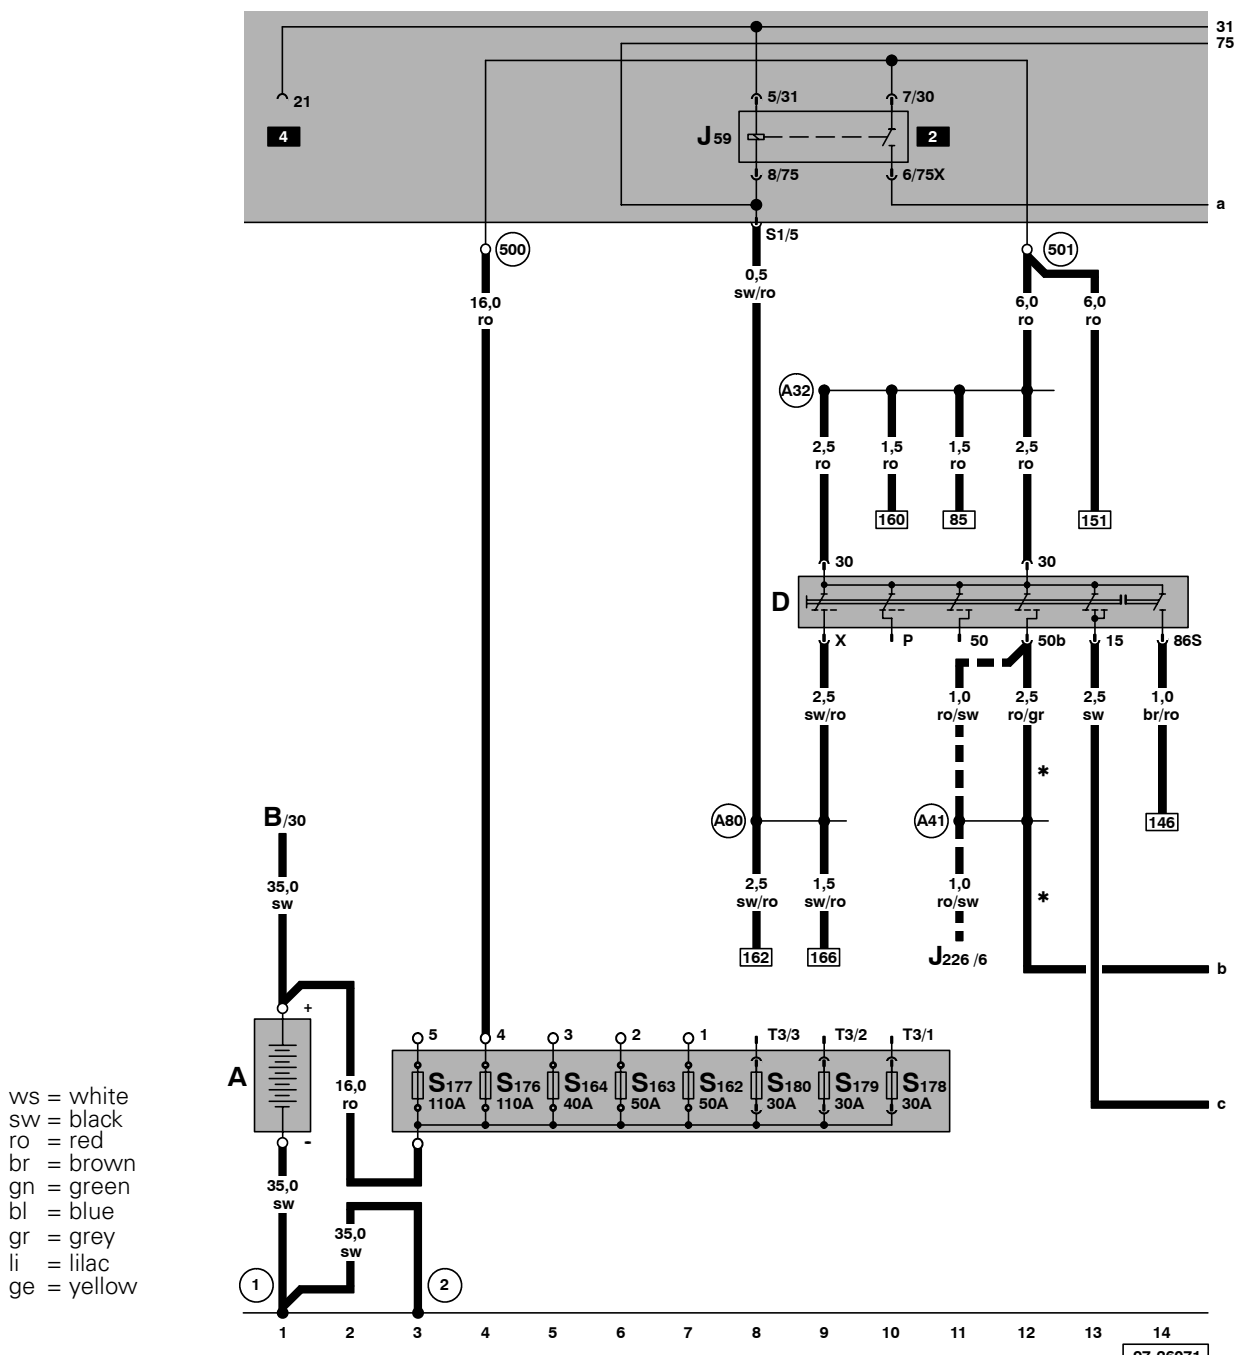 31
75
21
5/31
7/30
4
J59
2
8/75
6/75X
a
S1/5
500
501
0,5
sw/ro
16,0
ro
6,0
ro
6,0
ro
A32
2,5
ro
1,5
ro
1,5
ro
2,5
ro
160
85
151
30
30
D
X
P
50
50b
15
86S
2,5
sw/ro
1,0
ro/sw
2,5
ro/gr
2,5
sw
1,0
br/ro
*
B/30
A80
A41
146
35,0
sw
2,5
sw/ro
1,5
sw/ro
1,0
ro/sw
*
162
166
J226 /6
b
+
5
4
3
2
1
T3/3
T3/2
T3/1
A
16,0
ro
S177
110A
S176
110A
S164
40A
S163
50A
S162
50A
S180
30A
S179
30A
S178
30A
c
-
ws = white
sw = black
ro = red
br = brown
gn = green
bl = blue
gr = grey
li = lilac
ge = yellow
35,0
sw
35,0
sw
1
2
1 2 3 4 5 6 7 8 9 10 11 12 13 14